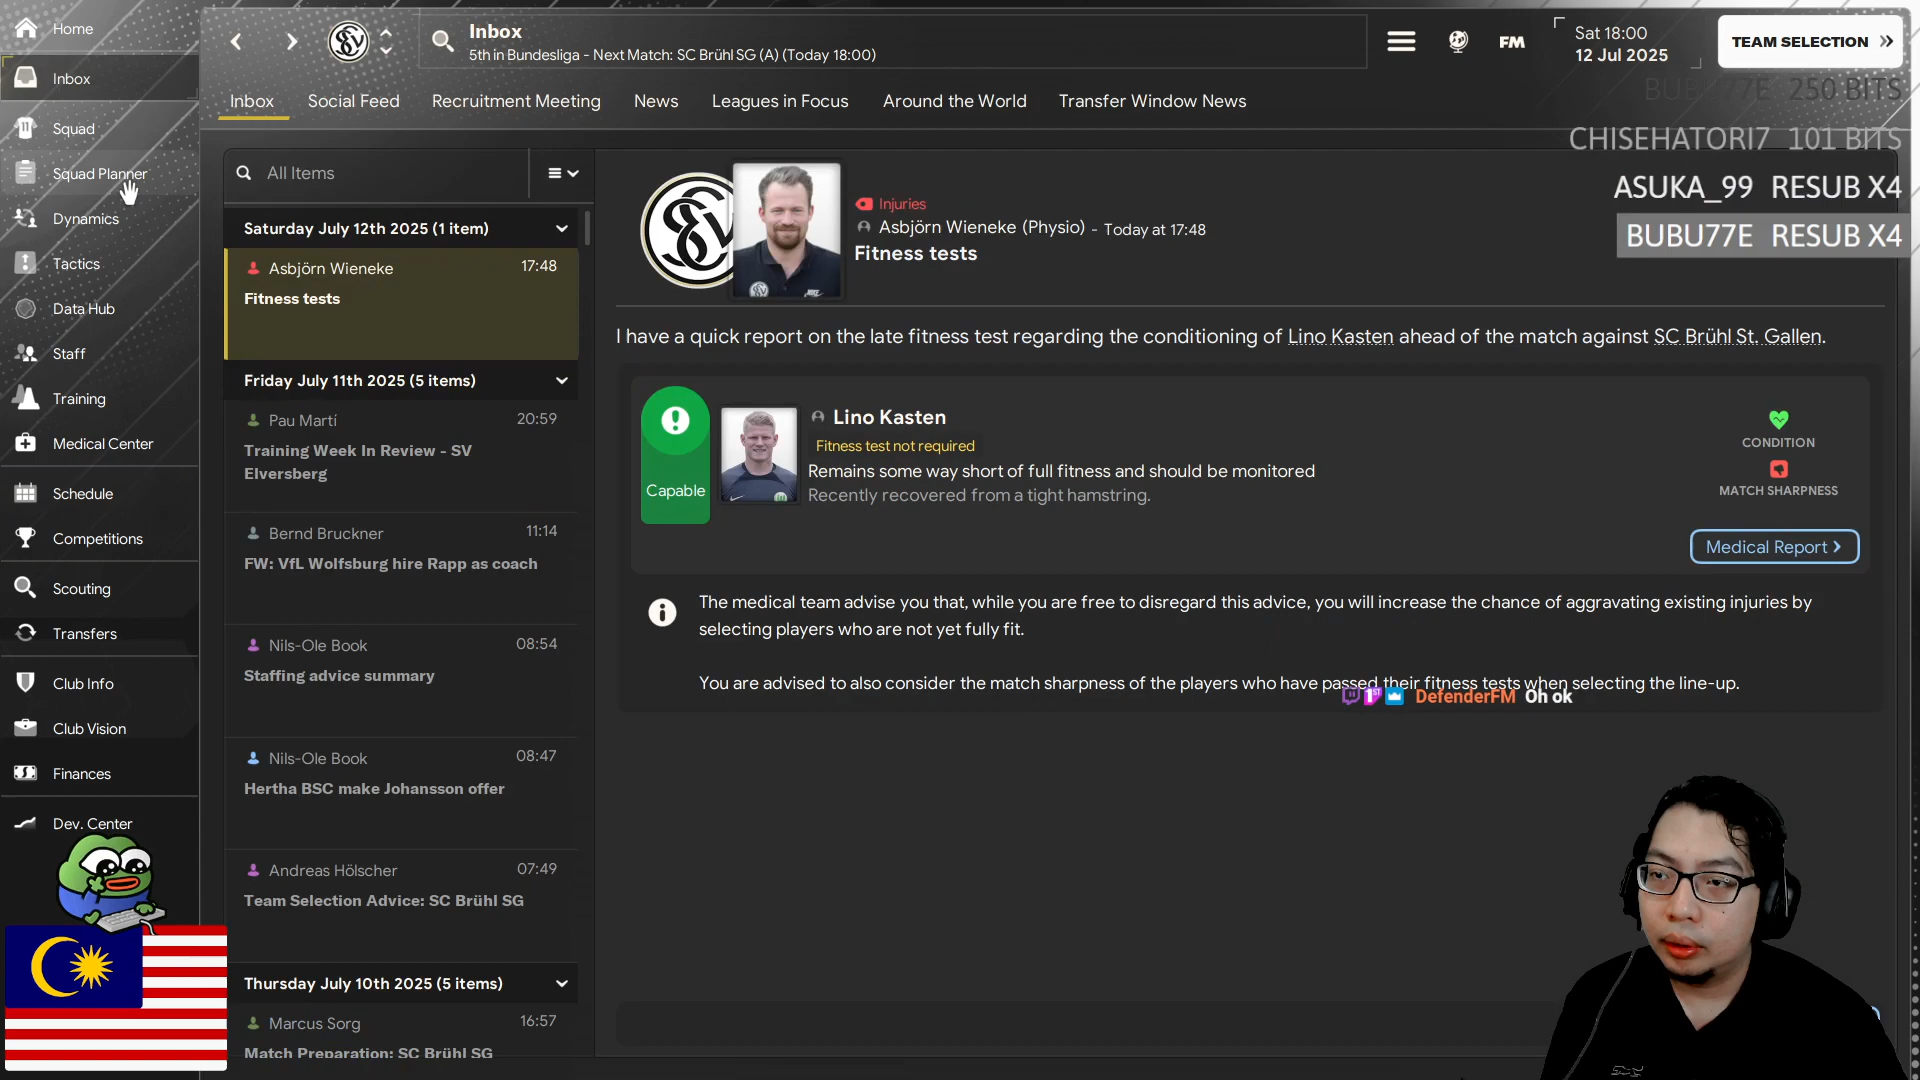 Home
Inbox
Squad
Squad Planner
Dynamics
Tactics
Data Hub
Staff
Training
Medical Center
Schedule
Competitions
Scouting
Transfers
Club Info
Club Vision
Finances
Dev. Center
Inbox
5th in Bundesliga - Next Match: SC Brühl SG (A) (Today 18:00)
FM
Sat 18:00
12 Jul 2025
TEAM SELECTION
Inbox
Social Feed
Recruitment Meeting
News
Leagues in Focus
Around the World
Transfer Window News
BUBU77E 250 BITS
CHISEHATORI7 101 BITS
ASUKA_99 RESUB X4
BUBU77E RESUB X4
All Items
Saturday July 12th 2025 (1 item)
Asbjörn Wieneke 17:48
Fitness tests
Friday July 11th 2025 (5 items)
Pau Martí 20:59
Training Week In Review - SV
Elversberg
Bernd Bruckner 11:14
FW: VfL Wolfsburg hire Rapp as coach
Nils-Ole Book 08:54
Staffing advice summary
Nils-Ole Book 08:47
Hertha BSC make Johansson offer
Andreas Hölscher 07:49
Team Selection Advice: SC Brühl SG
Thursday July 10th 2025 (5 items)
Marcus Sorg 16:57
Match Preparation: SC Brühl SG
Injuries
Asbjörn Wieneke (Physio) - Today at 17:48
Fitness tests
I have a quick report on the late fitness test regarding the conditioning of Lino Kasten ahead of the match against SC Brühl St. Gallen.
Capable
Lino Kasten
Fitness test not required
Remains some way short of full fitness and should be monitored
Recently recovered from a tight hamstring.
CONDITION
MATCH SHARPNESS
Medical Report
The medical team advise you that, while you are free to disregard this advice, you will increase the chance of aggravating existing injuries by
selecting players who are not yet fully fit.
You are advised to also consider the match sharpness of the players who have passed their fitness tests when selecting the line-up.
1ST DefenderFM Oh ok